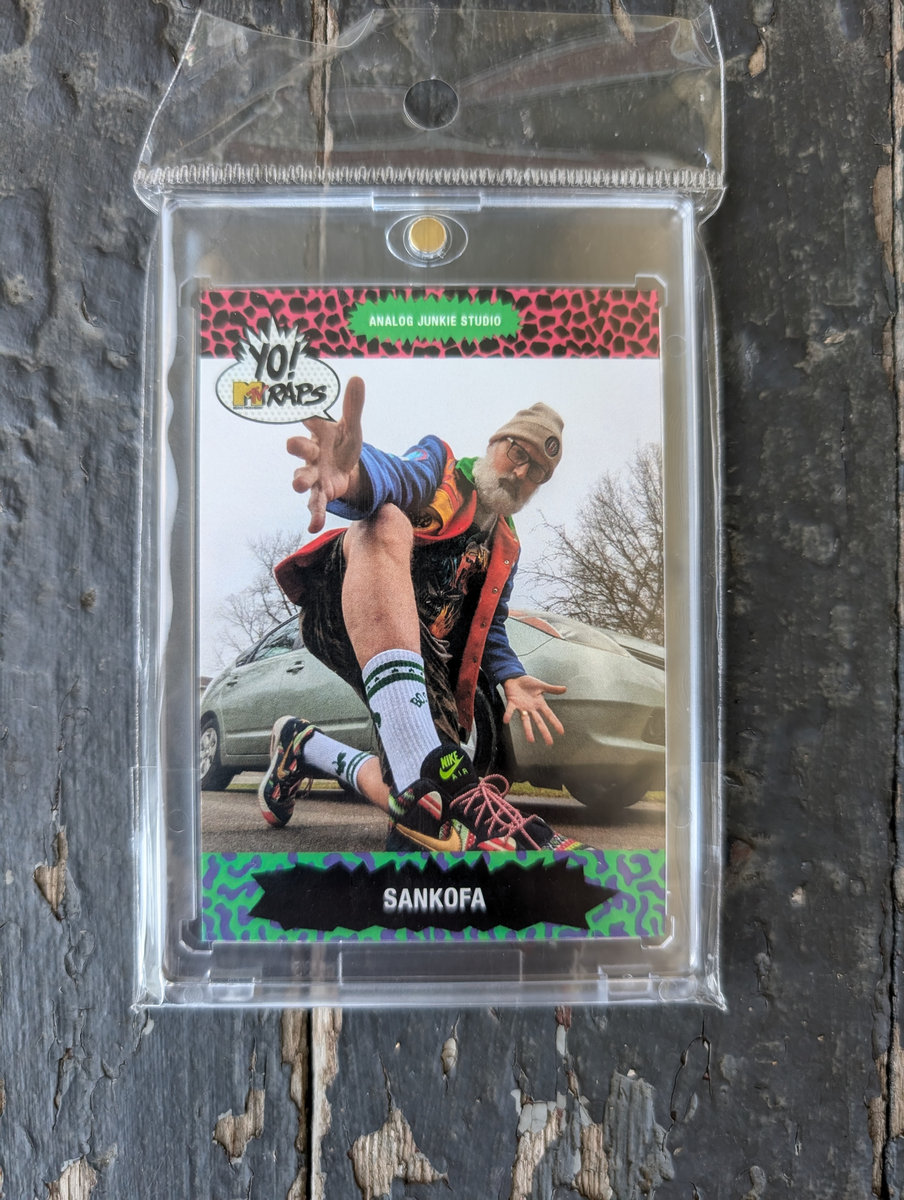 ANALOG JUNKIE STUDIO
YO!
MTV RAPS
NIKE
AIR
SANKOFA